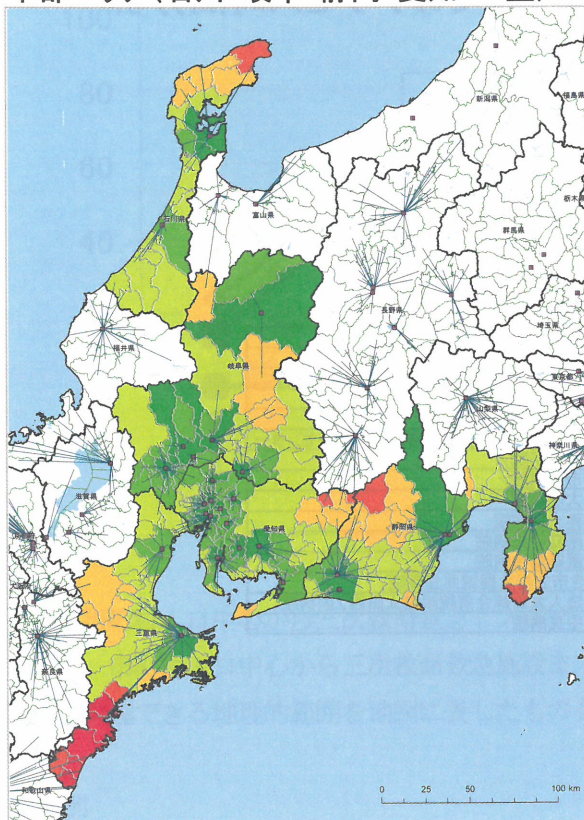 新潟県
福島県
栃木
群馬県
石川県
富山県
長野県
埼玉県
福井県
岐阜県
東京都
山梨県
神奈川県
滋賀県
愛知県
静岡県
三重県
奈良県
和歌山県
0 25 50 100 km